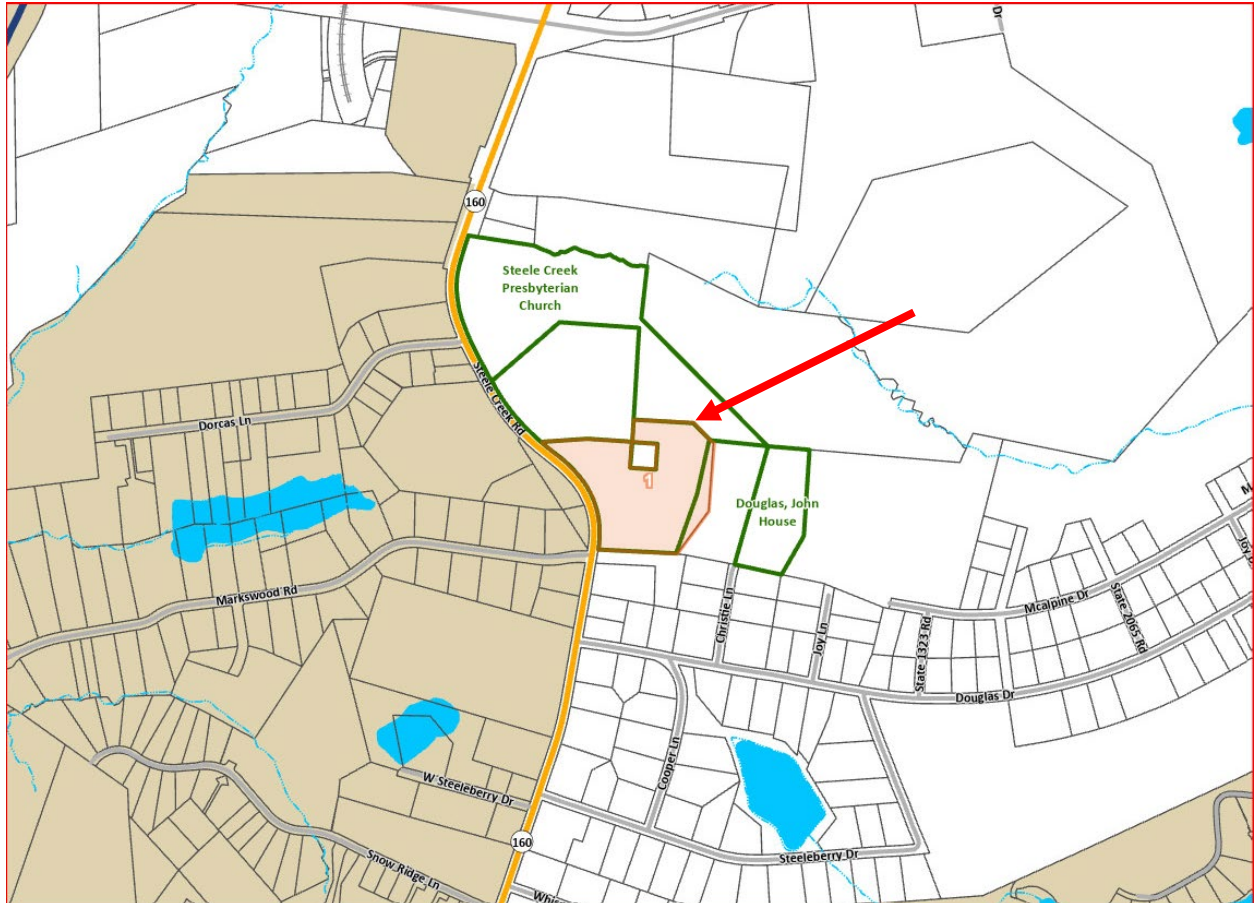 Dr
160
Steele Creek
Presbyterian
Church
Steele Creek Rd
Dorcas Ln
1
Douglas, John
House
Markswood Rd
Mcalpine Dr
Christie Ln
Joy Ln
State 1323 Rd
State 2065 Rd
Douglas Dr
Cooper Ln
W Steeleberry Dr
160
Steeleberry Dr
Snow Ridge Ln